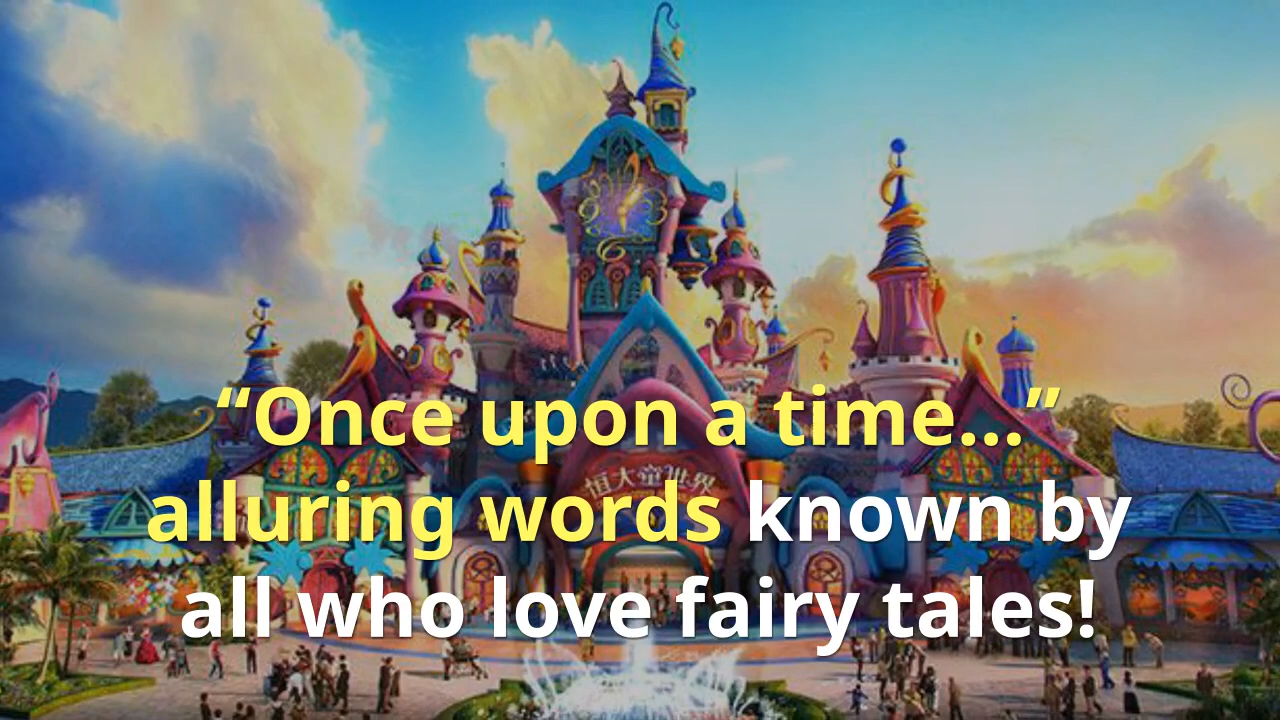 恒大童世界
“Once upon a time...”
alluring words known by
all who love fairy tales!